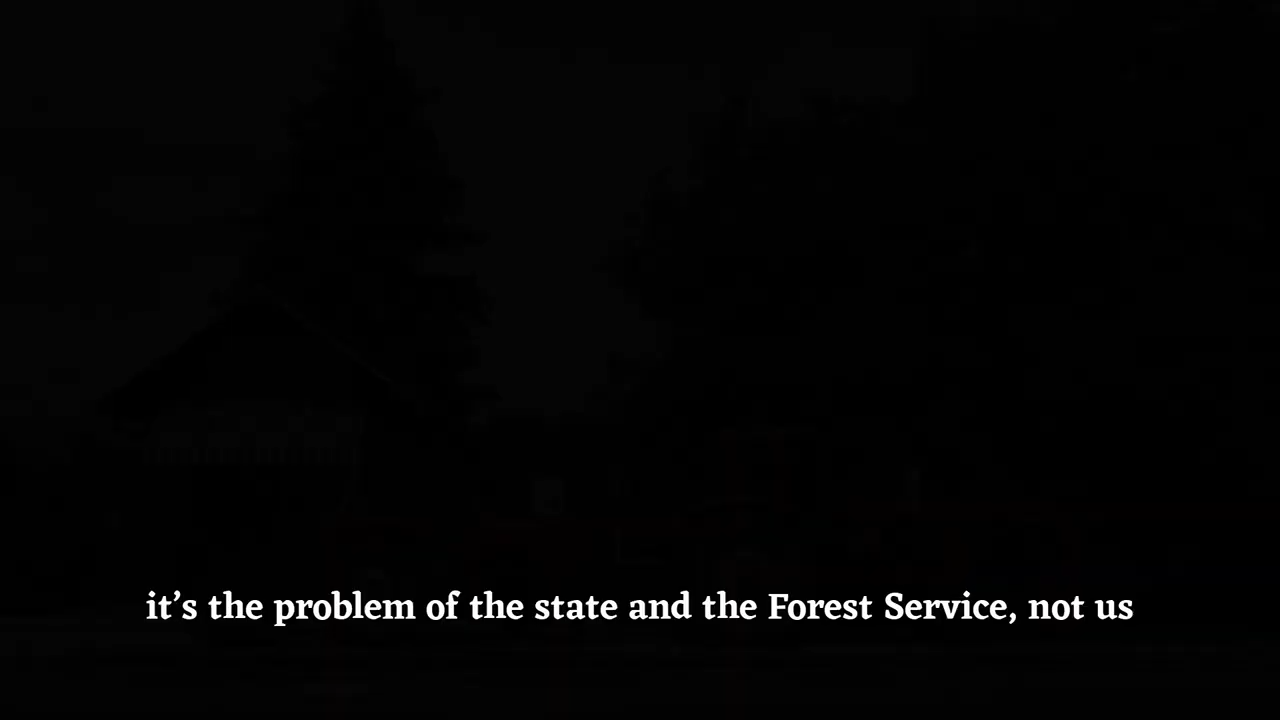 it’s the problem of the state and the Forest Service, not us